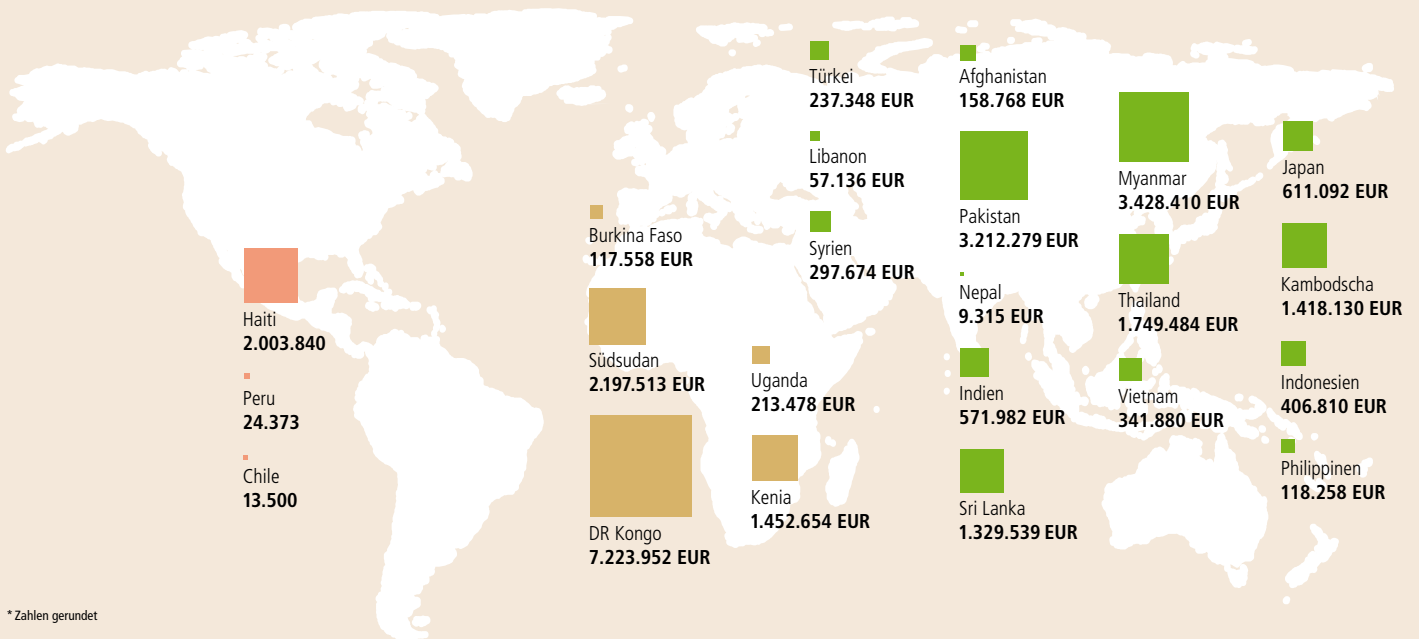 Haiti
2.003.840
Peru
24.373
Chile
13.500
Burkina Faso
117.558 EUR
Südsudan
2.197.513 EUR
DR Kongo
7.223.952 EUR
Uganda
213.478 EUR
Kenia
1.452.654 EUR
Türkei
237.348 EUR
Libanon
57.136 EUR
Syrien
297.674 EUR
Afghanistan
158.768 EUR
Pakistan
3.212.279 EUR
Nepal
9.315 EUR
Indien
571.982 EUR
Sri Lanka
1.329.539 EUR
Myanmar
3.428.410 EUR
Thailand
1.749.484 EUR
Vietnam
341.880 EUR
Japan
611.092 EUR
Kambodscha
1.418.130 EUR
Indonesien
406.810 EUR
Philippinen
118.258 EUR
* Zahlen gerundet